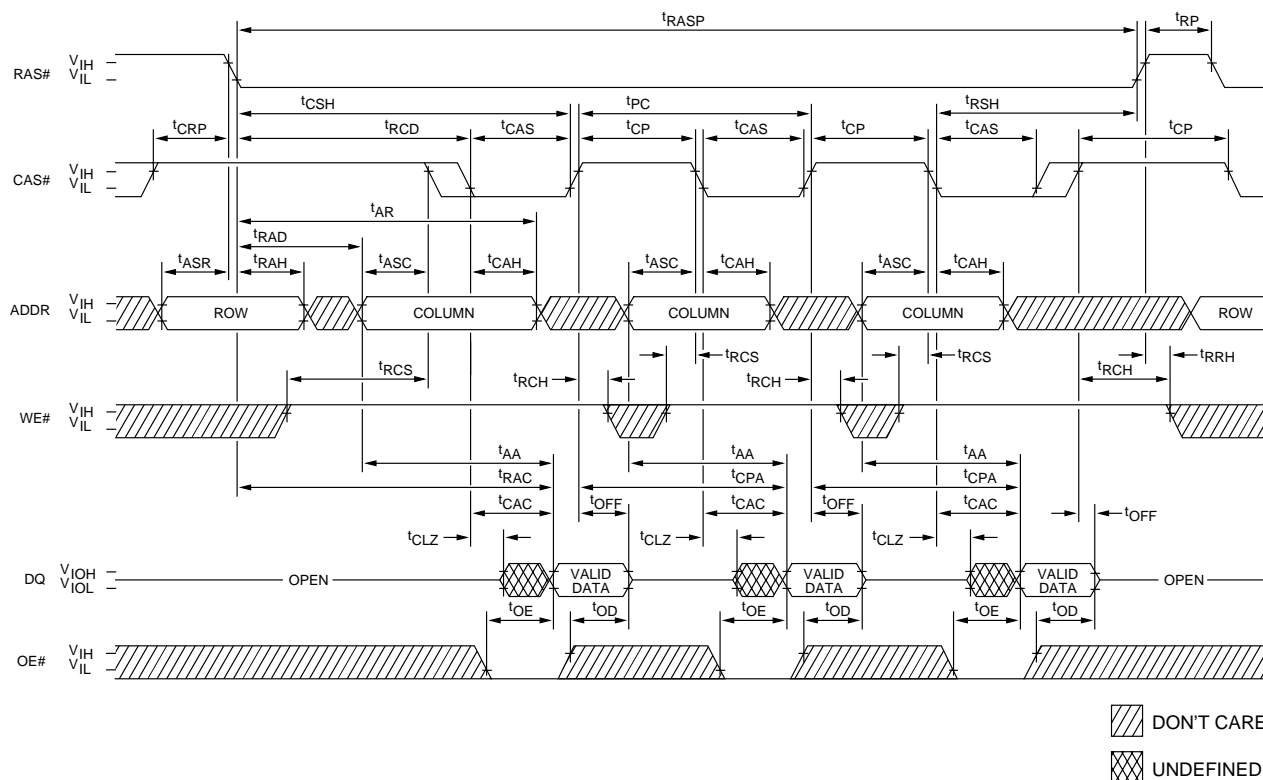 tRASP tRP
RAS# VIH
VIL
tCSH tPC tRSH
tCRP tRCD tCAS tCP tCAS tCP tCAS tCP
CAS# VIH
VIL
tAR
tRAD
tASR tRAH tASC tCAH tASC tCAH tASC tCAH
ADDR VIH
VIL
ROW COLUMN COLUMN COLUMN ROW
tRCS tRCH tRCS tRCH tRCS tRCH tRRH
WE# VIH
VIL
tAA tAA tAA
tRAC tCPA tCPA
tCAC tOFF tCAC tOFF tCAC tOFF
tCLZ tCLZ tCLZ
DQ VIOH
VIOL
OPEN VALID DATA VALID DATA VALID DATA OPEN
tOE tOD tOE tOD tOE tOD
OE# VIH
VIL
DON'T CARE
UNDEFINED